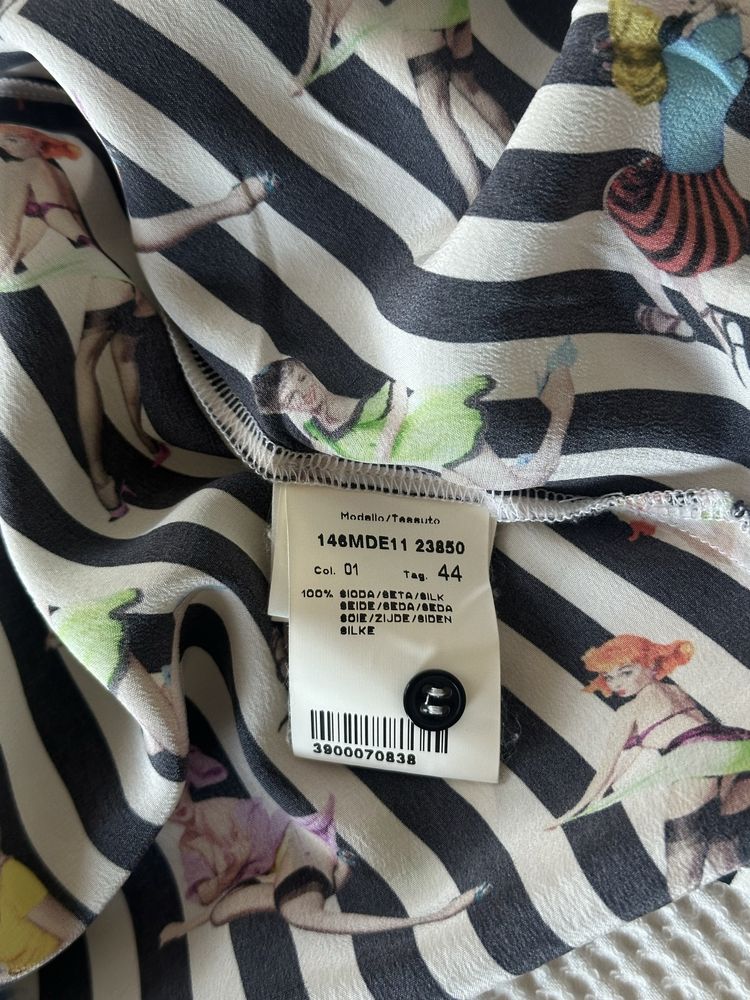 Modello/Tessuto
146MDE11 23850
Col. 01 Tag. 44
100% SIODA/SETA/SILK
SEIDE/SEDA/SEDA
SOIE/ZIJDE/SIDEN
SILKE
3900070838